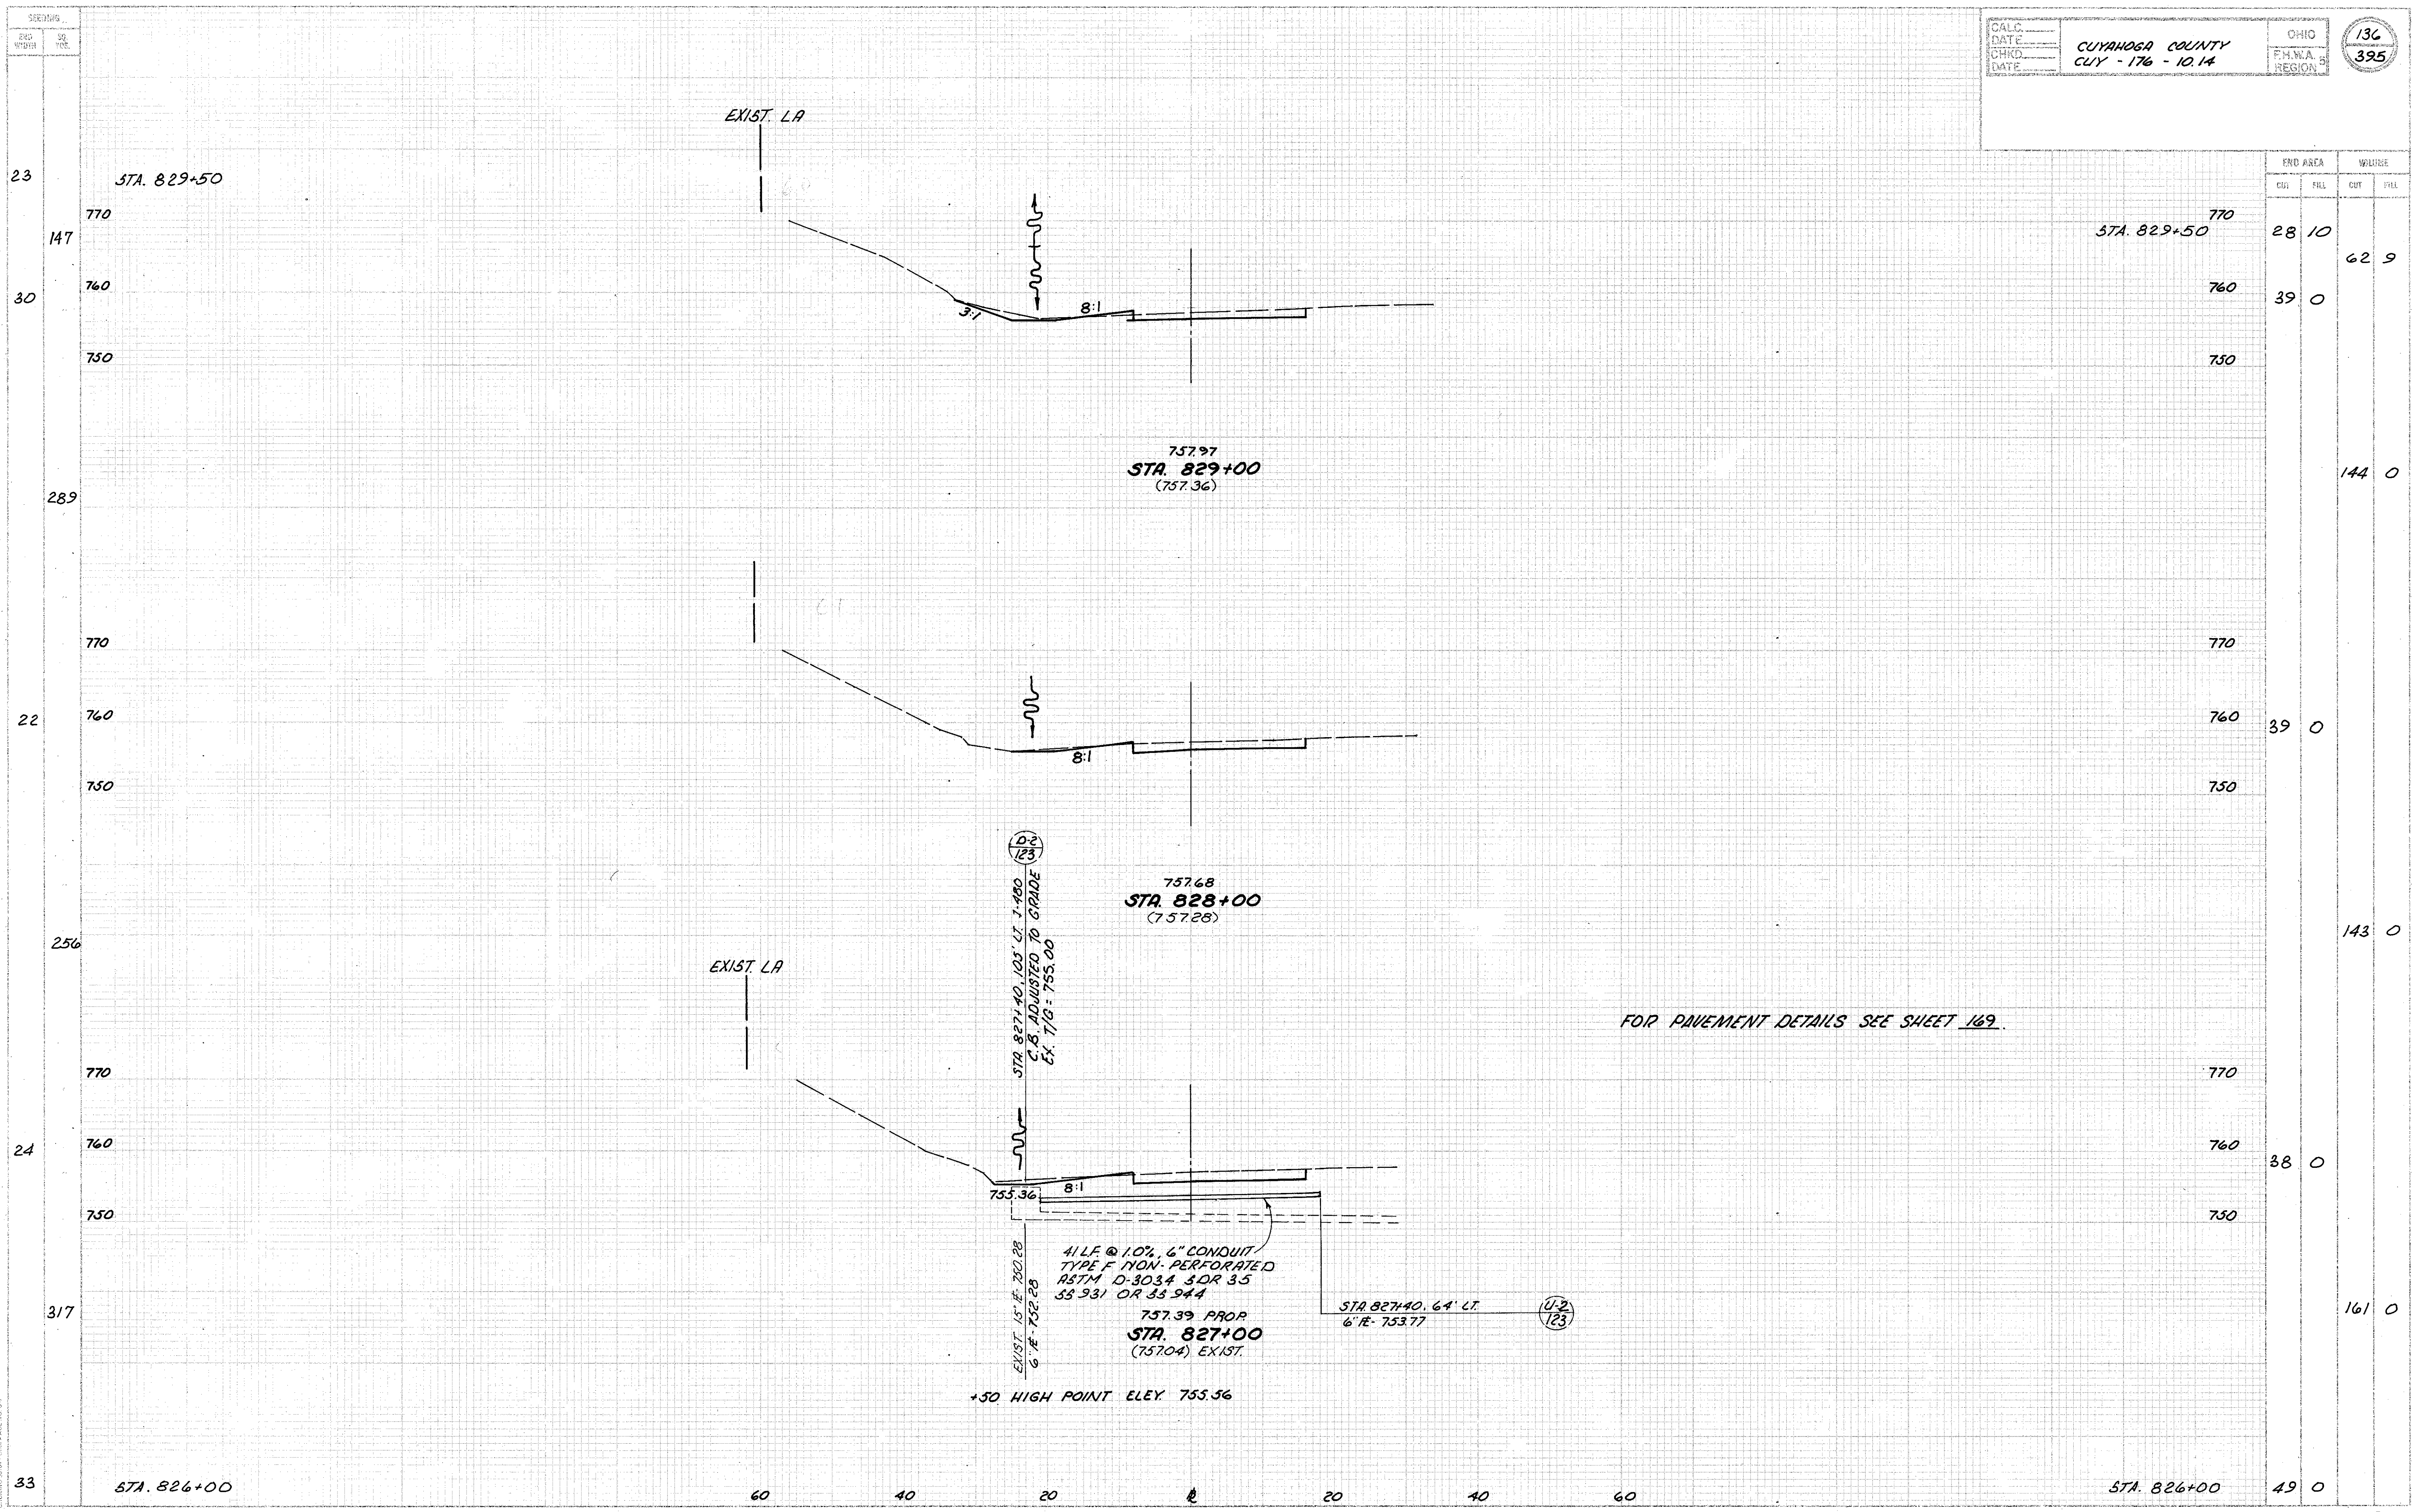 SEEDING
END WIDTH
SQ. YDS.
CALC.
DATE
CHKD.
DATE
CUYAHOGA COUNTY
CUY - 176 - 10.14
OHIO
F.H.W.A. REGION 5
136
395
END AREA
VOLUME
CUT FILL CUT FILL
EXIST. LA
23
STA. 829+50
770
770
STA. 829+50
28 10
147
62 9
760
760
30
39 0
3:1
8:1
750
750
757.97
STA. 829+00
(757.36)
144 0
289
770
770
760
760
22
39 0
8:1
750
750
D-2
123
STA. 827+40, 105' LT. I-480
C.B. ADJUSTED TO GRADE
EX. T/G = 755.00
757.68
STA. 828+00
(757.28)
256
143 0
EXIST. LA
FOR PAVEMENT DETAILS SEE SHEET 169.
770
770
760
760
24
38 0
755.36
8:1
750
750
EXIST. 15" ℄- 750.28
6" ℄- 752.28
41 L.F. @ 1.0%, 6" CONDUIT
TYPE F NON-PERFORATED
ASTM D-3034 SDR 35
SS 931 OR SS 944
317
STA. 827+40, 64' LT.
6" ℄- 753.77
U-2
123
161 0
757.39 PROP.
STA. 827+00
(757.04) EXIST.
+50 HIGH POINT ELEV. 755.56
33
STA. 826+00
60 40 20 ℄ 20 40 60
STA. 826+00
49 0